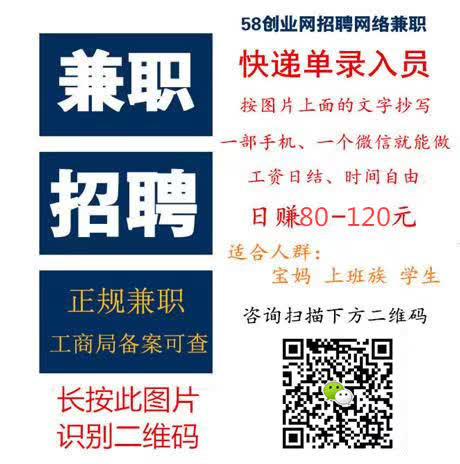 兼职
招聘
正规兼职
工商局备案可查
长按此图片
识别二维码
58创业网招聘网络兼职
快递单录入员
按图片上面的文字抄写
一部手机、一个微信就能做
工资日结、时间自由
日赚80-120元
适合人群：
宝妈 上班族 学生
咨询扫描下方二维码